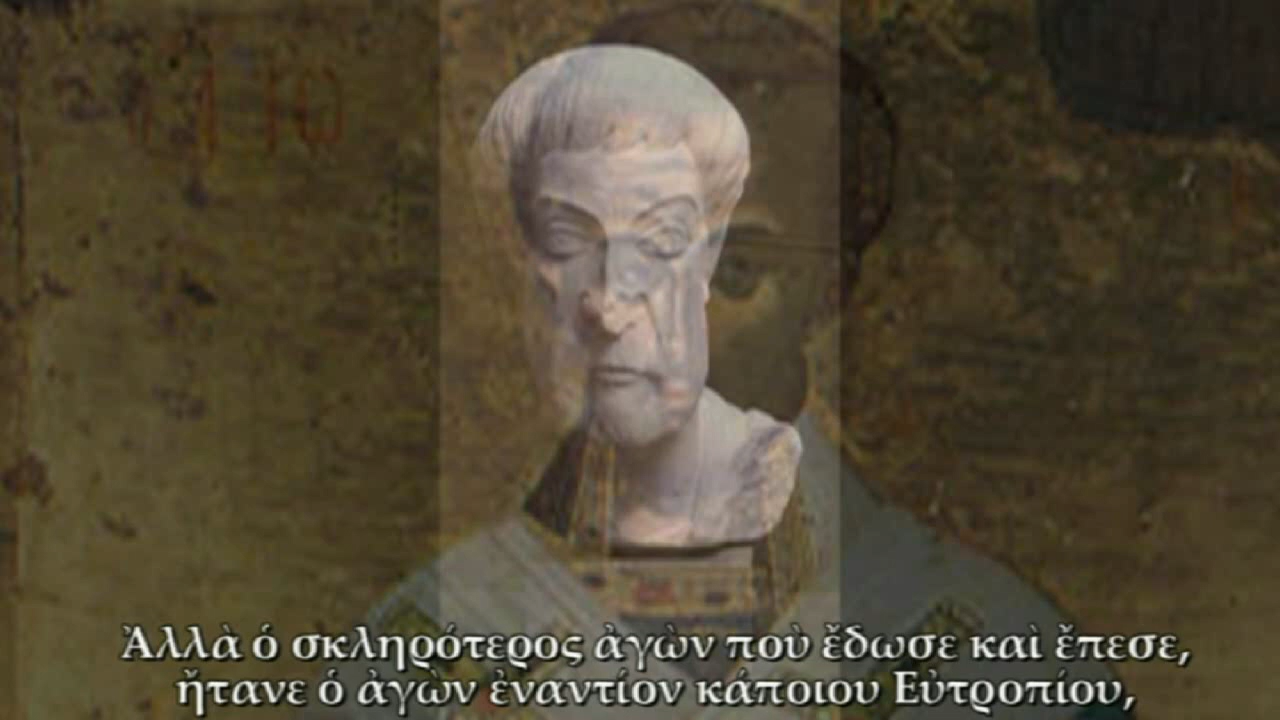 Ἀλλὰ ὁ σκληρότερος ἀγὼν ποὺ ἔδωσε καὶ ἔπεσε,
ἤτανε ὁ ἀγὼν ἐναντίον κάποιου Εὐτροπίου,